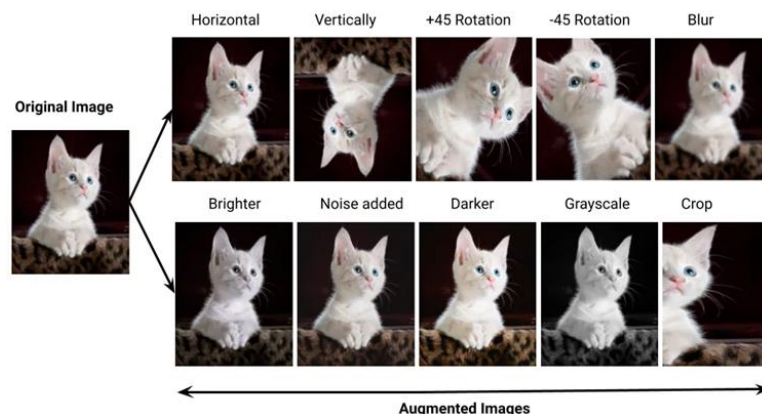 Horizontal
Vertically
+45 Rotation
-45 Rotation
Blur
Original Image
Brighter
Noise added
Darker
Grayscale
Crop
Augmented Images